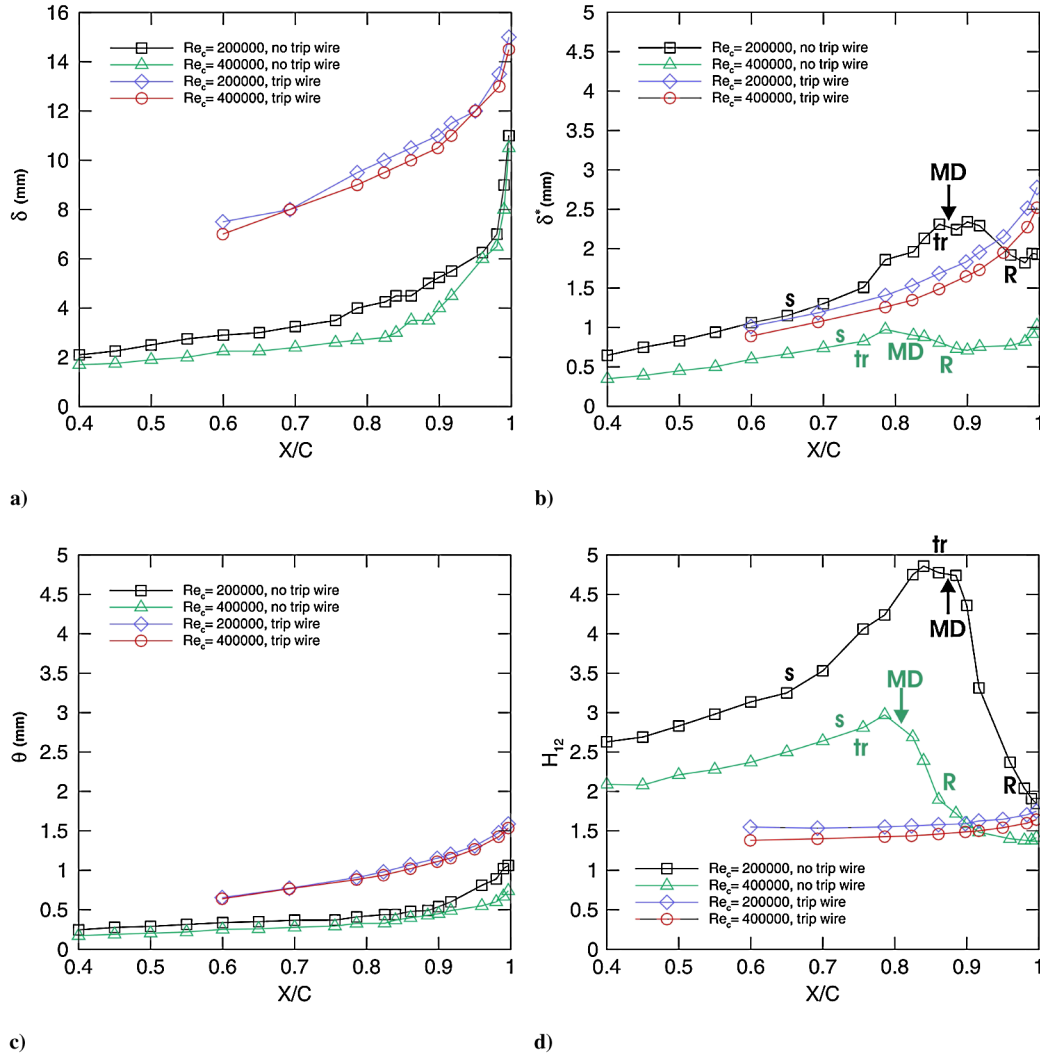 16
14
12
10
8
6
4
2
0
δ (mm)
Re_c= 200000, no trip wire
Re_c= 400000, no trip wire
Re_c= 200000, trip wire
Re_c= 400000, trip wire
0.4 0.5 0.6 0.7 0.8 0.9 1
X/C
a)
5
4.5
4
3.5
3
2.5
2
1.5
1
0.5
0
δ* (mm)
Re_c= 200000, no trip wire
Re_c= 400000, no trip wire
Re_c= 200000, trip wire
Re_c= 400000, trip wire
MD
tr
s
R
s
tr
MD
R
0.4 0.5 0.6 0.7 0.8 0.9 1
X/C
b)
5
4.5
4
3.5
3
2.5
2
1.5
1
0.5
0
θ (mm)
Re_c= 200000, no trip wire
Re_c= 400000, no trip wire
Re_c= 200000, trip wire
Re_c= 400000, trip wire
0.4 0.5 0.6 0.7 0.8 0.9 1
X/C
c)
5
4.5
4
3.5
3
2.5
2
1.5
1
0.5
0
H_12
tr
MD
s
MD
s
tr
R
R
Re_c= 200000, no trip wire
Re_c= 400000, no trip wire
Re_c= 200000, trip wire
Re_c= 400000, trip wire
0.4 0.5 0.6 0.7 0.8 0.9 1
X/C
d)